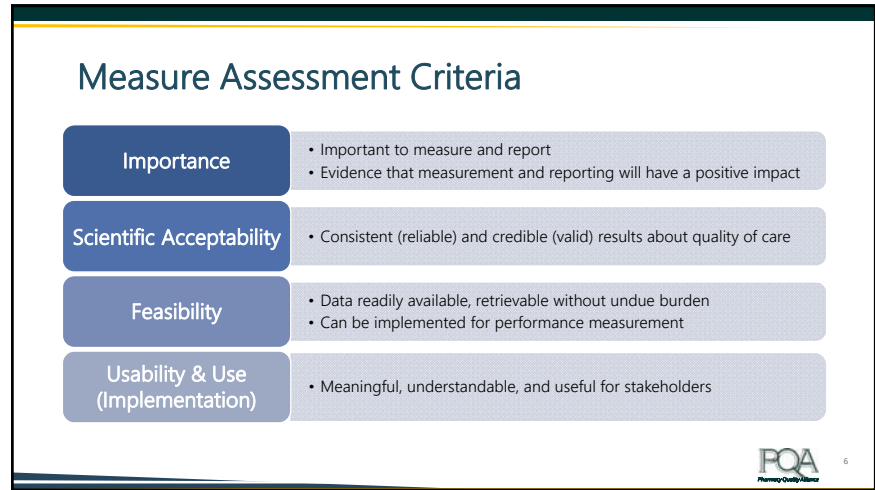 Measure Assessment Criteria
Importance
• Important to measure and report
• Evidence that measurement and reporting will have a positive impact
Scientific Acceptability
• Consistent (reliable) and credible (valid) results about quality of care
Feasibility
• Data readily available, retrievable without undue burden
• Can be implemented for performance measurement
Usability & Use
(Implementation)
• Meaningful, understandable, and useful for stakeholders
PQA
Pharmacy Quality Alliance
6